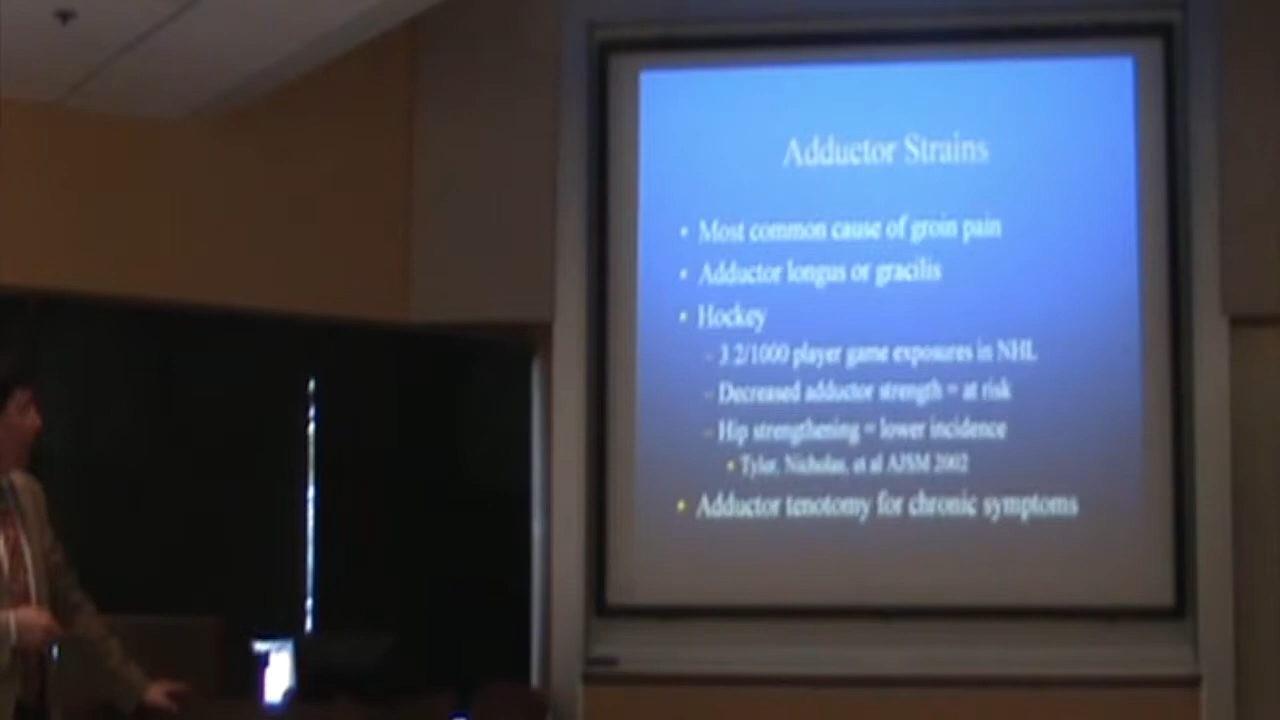 Adductor Strains
• Most common cause of groin pain
• Adductor longus or gracilis
• Hockey
- 3.2/1000 player game exposures in NHL
- Decreased adductor strength = at risk
- Hip strengthening = lower incidence
• Tyler, Nicholas, et al AJSM 2002
• Adductor tenotomy for chronic symptoms